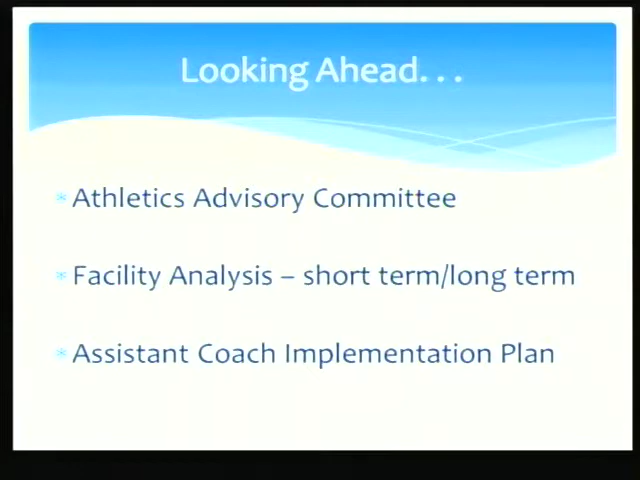 Looking Ahead. . .
* Athletics Advisory Committee
* Facility Analysis – short term/long term
* Assistant Coach Implementation Plan